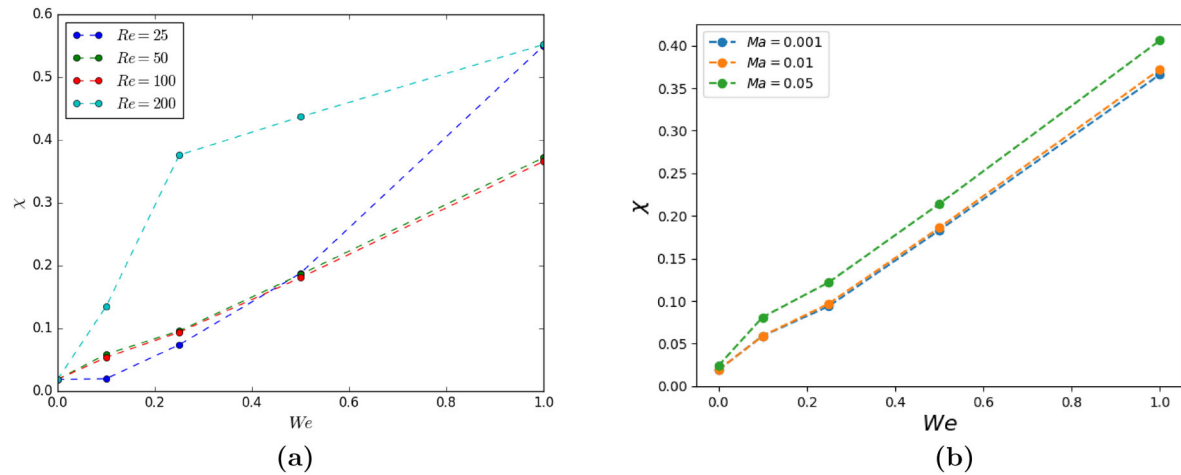 0.6
0.5
0.4
0.3
0.2
0.1
0.0
χ
Re = 25
Re = 50
Re = 100
Re = 200
0.0 0.2 0.4 0.6 0.8 1.0
We
(a)
0.40
0.35
0.30
0.25
0.20
0.15
0.10
0.05
0.00
χ
Ma = 0.001
Ma = 0.01
Ma = 0.05
0.0 0.2 0.4 0.6 0.8 1.0
We
(b)